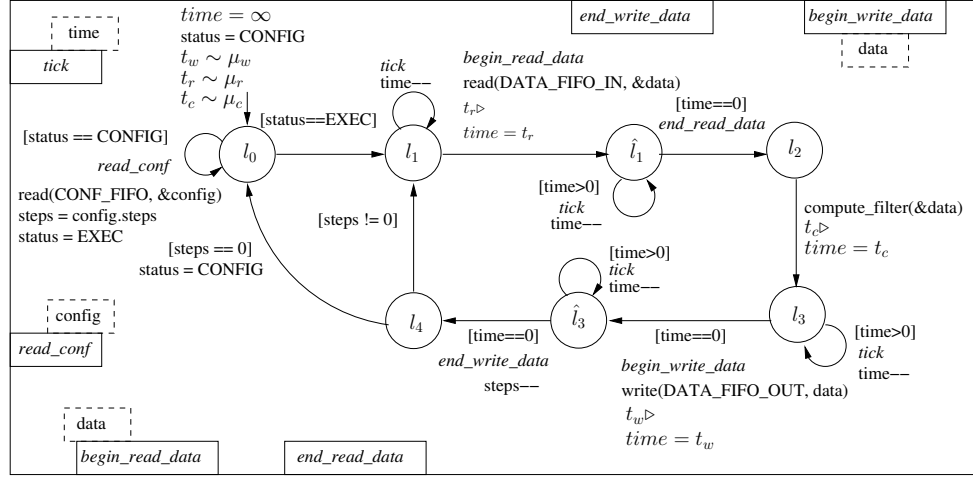 time
tick
time = ∞
status = CONFIG
t_w ∼ μ_w
t_r ∼ μ_r
t_c ∼ μ_c
end_write_data
begin_write_data
data
[status == CONFIG]
read_conf
read(CONF_FIFO, &config)
steps = config.steps
status = EXEC
l_0
[status==EXEC]
tick
time−−
l_1
begin_read_data
read(DATA_FIFO_IN, &data)
t_r▷
time = t_r
l̂_1
[time>0]
tick
time−−
[time==0]
end_read_data
l_2
compute_filter(&data)
t_c▷
time = t_c
[steps != 0]
[steps == 0]
status = CONFIG
l_4
[time>0]
tick
time−−
l̂_3
[time==0]
end_write_data
steps−−
[time==0]
begin_write_data
write(DATA_FIFO_OUT, data)
t_w▷
time = t_w
l_3
[time>0]
tick
time−−
config
read_conf
data
begin_read_data
end_read_data